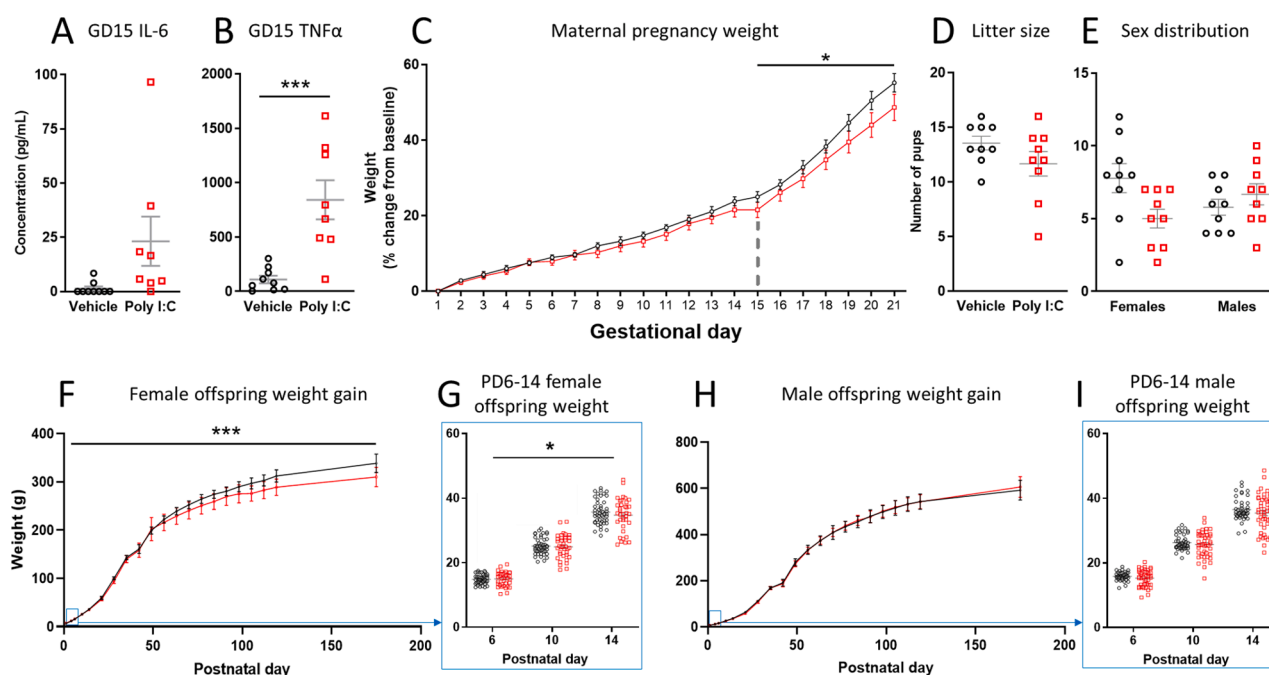 A GD15 IL-6
B GD15 TNFα
C Maternal pregnancy weight
D Litter size
E Sex distribution
Concentration (pg/mL)
100
75
50
25
0
Vehicle Poly I:C
2000
1500
1000
500
0
***
Vehicle Poly I:C
Weight
(% change from baseline)
60
40
20
0
*
1 2 3 4 5 6 7 8 9 10 11 12 13 14 15 16 17 18 19 20 21
Gestational day
Number of pups
20
15
10
5
0
Vehicle Poly I:C
15
10
5
0
Females Males
F Female offspring weight gain
G PD6-14 female
offspring weight
H Male offspring weight gain
I PD6-14 male
offspring weight
Weight (g)
400
300
200
100
0
***
0 50 100 150 200
Postnatal day
60
40
20
0
*
6 10 14
Postnatal day
800
600
400
200
0
0 50 100 150 200
Postnatal day
60
40
20
0
6 10 14
Postnatal day